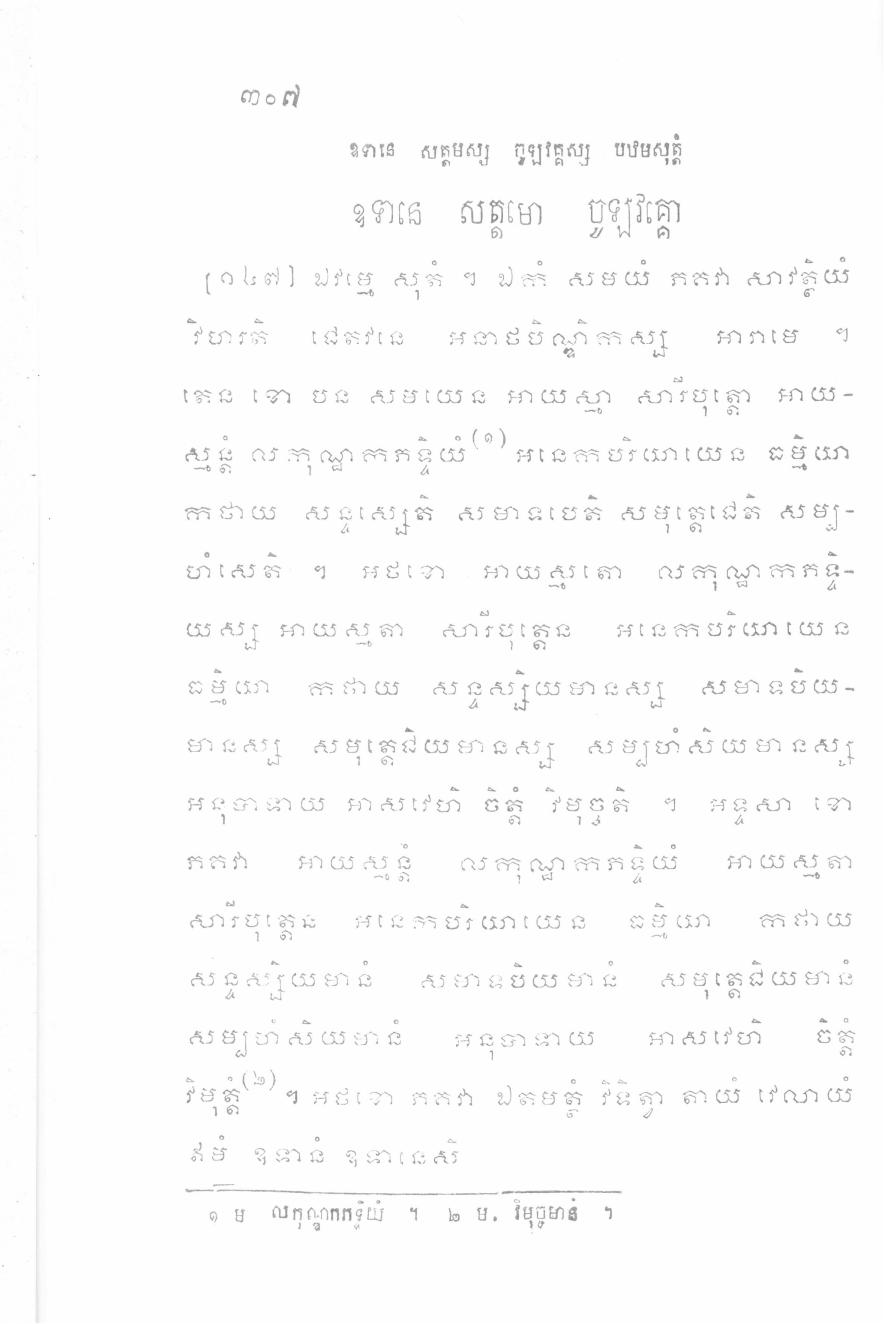 ៣០៧
ឧទានេ សត្តមស្ស ចូឡវគ្គស្ស បឋមសុត្តំ
ឧទានេ សត្តមោ ចូឡវគ្គោ
[១៤៧] ឯវម្មេ សុតំ ។ ឯកំ សមយំ ភគវា សាវត្ថិយំ
វិហរតិ ជេតវនេ អនាថបិណ្ឌិកស្ស អារាមេ ។
តេន ខោ បន សមយេន អាយស្មា សារីបុត្តោ អាយ-
ស្មន្តំ លកុណ្ឋកភទ្ទិយំ(១) អនេកបរិយាយេន ធម្មិយា
កថាយ សន្ទស្សេតិ សមាទបេតិ សមុត្តេជេតិ សម្ប-
ហំសេតិ ។ អថខោ អាយស្មតោ លកុណ្ឋកភទ្ទិ-
យស្ស អាយស្មតា សារីបុត្តេន អនេកបរិយាយេន
ធម្មិយា កថាយ សន្ទស្សិយមានស្ស សមាទបិយ-
មានស្ស សមុត្តេជិយមានស្ស សម្បហំសិយមានស្ស
អនុបាទាយ អាសវេហិ ចិត្តំ វិមុច្ចតិ ។ អទ្ទសា ខោ
ភគវា អាយស្មន្តំ លកុណ្ឋកភទ្ទិយំ អាយស្មតា
សារីបុត្តេន អនេកបរិយាយេន ធម្មិយា កថាយ
សន្ទស្សិយមានំ សមាទបិយមានំ សមុត្តេជិយមានំ
សម្បហំសិយមានំ អនុបាទាយ អាសវេហិ ចិត្តំ
វិមុត្តំ(២) ។ អថខោ ភគវា ឯតមត្ថំ វិទិត្វា តាយំ វេលាយំ
ឥមំ ឧទានំ ឧទានេសិ
១ ម លកុណ្ឌកភទ្ទិយំ ។ ២ ម. វិមុច្ចមានំ ។